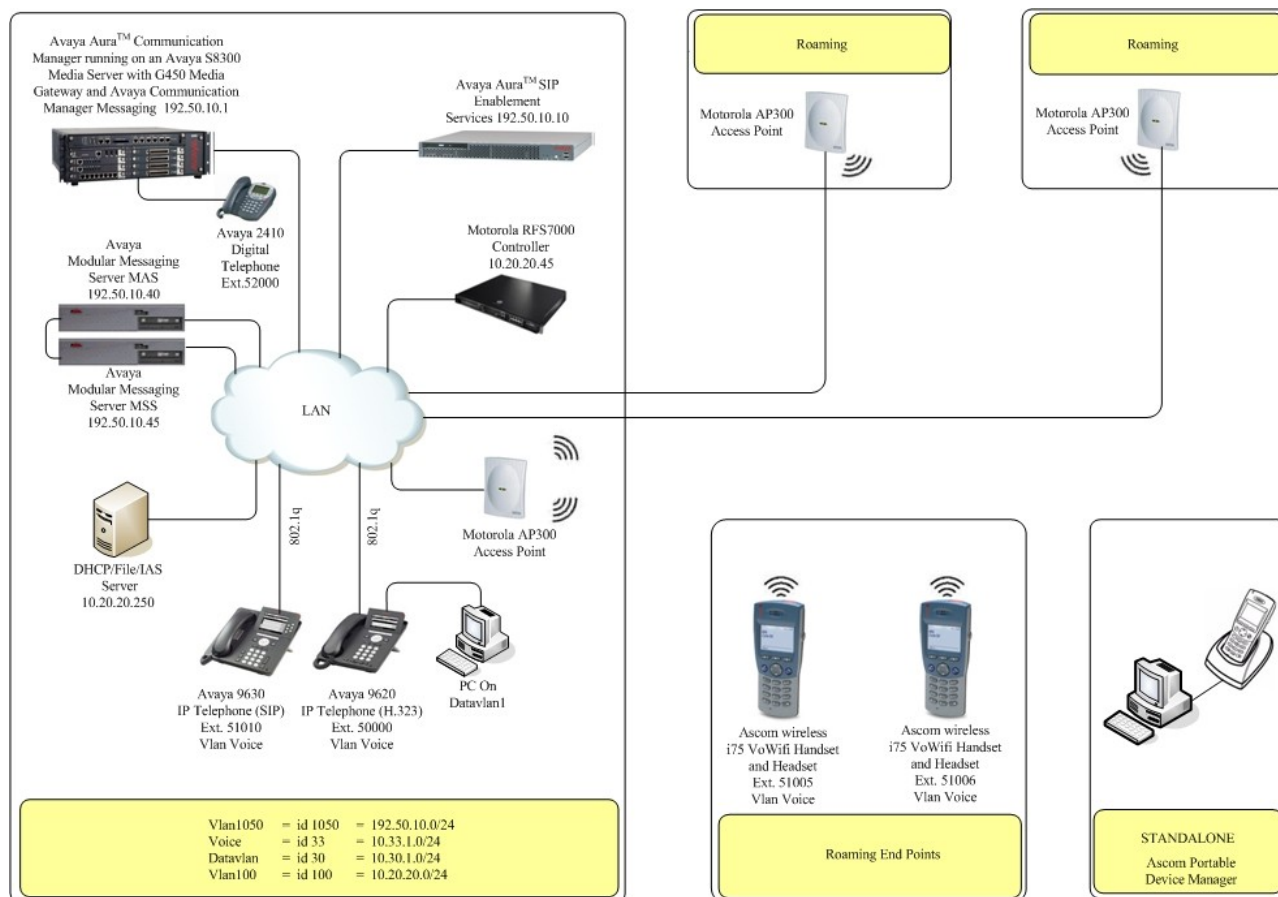 Avaya Aura™ Communication
Manager running on an Avaya S8300
Media Server with G450 Media
Gateway and Avaya Communication
Manager Messaging 192.50.10.1
Avaya Aura™ SIP
Enablement
Services 192.50.10.10
Avaya 2410
Digital
Telephone
Ext.52000
Motorola RFS7000
Controller
10.20.20.45
Avaya
Modular Messaging
Server MAS
192.50.10.40
Avaya
Modular Messaging
Server MSS
192.50.10.45
LAN
DHCP/File/IAS
Server
10.20.20.250
802.1q
802.1q
Motorola AP300
Access Point
Avaya 9630
IP Telephone (SIP)
Ext. 51010
Vlan Voice
Avaya 9620
IP Telephone (H.323)
Ext. 50000
Vlan Voice
PC On
Datavlan1
Vlan1050 = id 1050 = 192.50.10.0/24
Voice = id 33 = 10.33.1.0/24
Datavlan = id 30 = 10.30.1.0/24
Vlan100 = id 100 = 10.20.20.0/24
Roaming
Motorola AP300
Access Point
Roaming
Motorola AP300
Access Point
Ascom wireless
i75 VoWifi Handset
and Headset
Ext. 51005
Vlan Voice
Ascom wireless
i75 VoWifi Handset
and Headset
Ext. 51006
Vlan Voice
Roaming End Points
STANDALONE
Ascom Portable
Device Manager